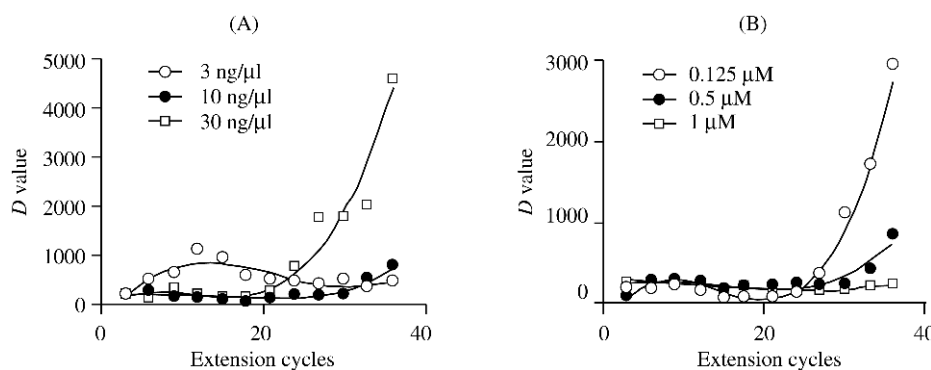 (A)
5000
4000
2000
1000
0
D value
3 ng/µl
10 ng/µl
30 ng/µl
0
20
40
Extension cycles
(B)
3000
2000
1000
0
D value
0.125 µM
0.5 µM
1 µM
0
20
40
Extension cycles